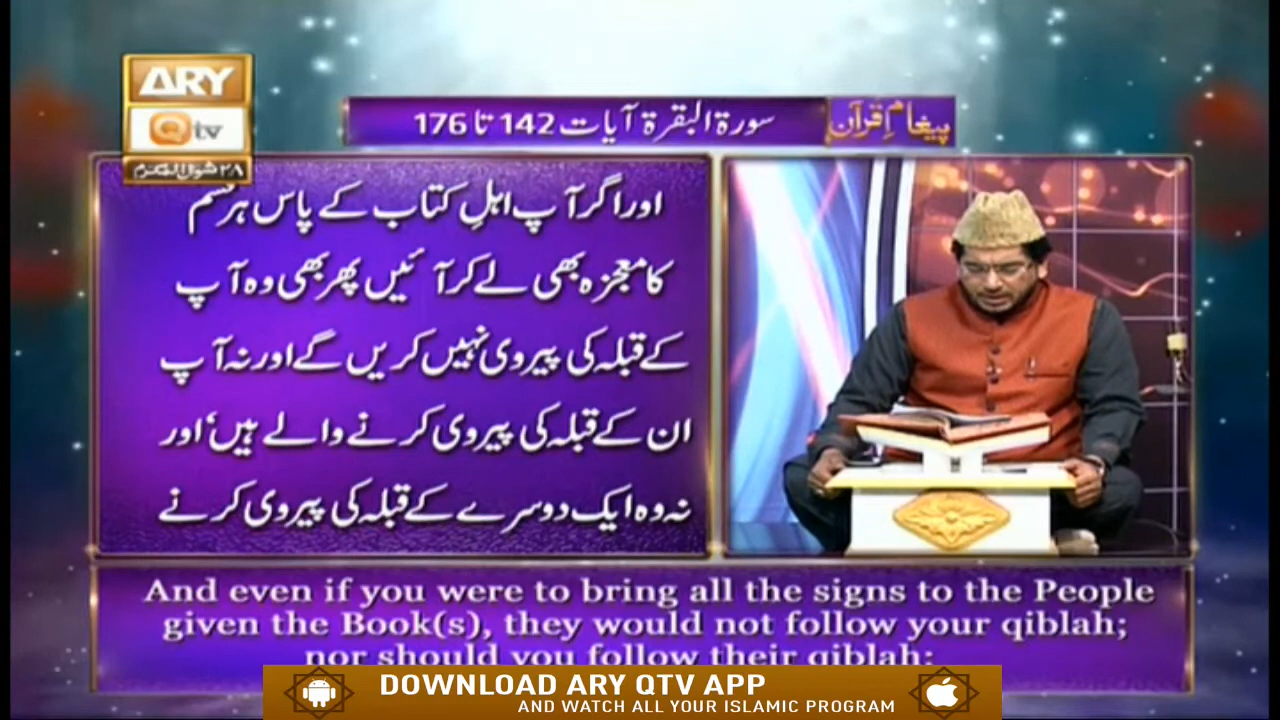 ARY
Qtv
۲۸ شوال المکرم
سورة البقرة آیات 142 تا 176
پیغامِ قرآن
اور اگر آپ اہلِ کتاب کے پاس ہر قسم
کا معجزہ بھی لے کر آئیں پھر بھی وہ آپ
کے قبلہ کی پیروی نہیں کریں گے اور نہ آپ
ان کے قبلہ کی پیروی کرنے والے ہیں‘ اور
نہ وہ ایک دوسرے کے قبلہ کی پیروی کرنے
And even if you were to bring all the signs to the People
given the Book(s), they would not follow your qiblah;
nor should you follow their qiblah;
DOWNLOAD ARY QTV APP
AND WATCH ALL YOUR ISLAMIC PROGRAM